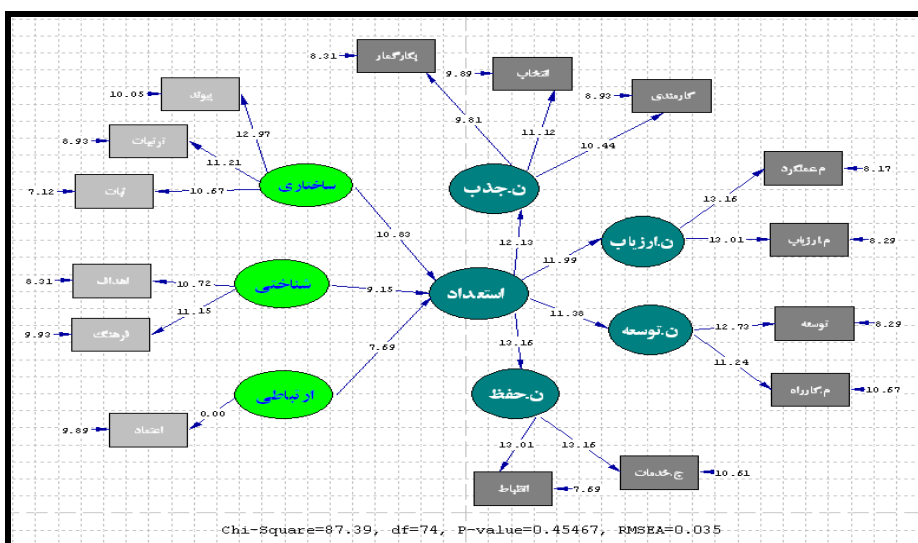 8.31 بکارگمار
9.89 انتخاب
8.93 کارمندی
10.05 پیوند
8.93 ترتیبات
7.12 ثبات
12.97
11.21
10.67
ساختاری
9.81
11.12
10.44
ن.جذب
م.عملکرد 8.17
13.16
م.ارزیاب 8.29
13.01
ن.ارزیاب
10.83
12.13
11.99
8.31 اهداف
10.72
شناختی
9.15
استعداد
9.93 فرهنگ
11.15
11.38
ن.توسعه
12.73
توسعه 8.29
11.24
م.کارراه 10.67
7.69
13.16
ارتباطی
0.00
9.89 اعتماد
ن.حفظ
13.01
13.16
ج.خدمات 10.61
انظباط 7.69
Chi-Square=87.39, df=74, P-value=0.45467, RMSEA=0.035